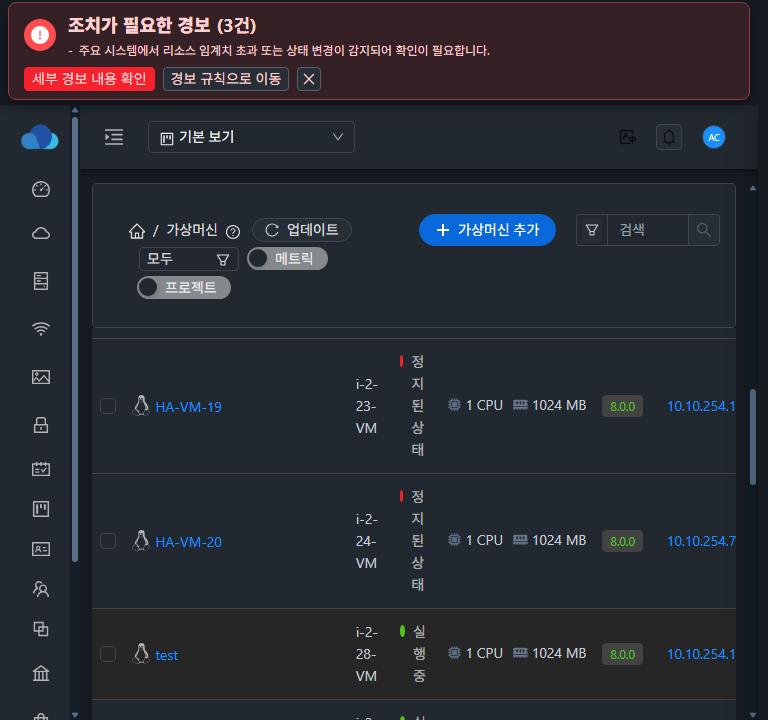 조치가 필요한 경보 (3건)
- 주요 시스템에서 리소스 임계치 초과 또는 상태 변경이 감지되어 확인이 필요합니다.
세부 경보 내용 확인
경보 규칙으로 이동
기본 보기
AC
/ 가상머신
업데이트
가상머신 추가
검색
모두
메트릭
프로젝트
HA-VM-19
i-2-
23-
VM
정
지
된
상
태
1 CPU
1024 MB
8.0.0
10.10.254.1
HA-VM-20
i-2-
24-
VM
정
지
된
상
태
1 CPU
1024 MB
8.0.0
10.10.254.7
test
i-2-
28-
VM
실
행
중
1 CPU
1024 MB
8.0.0
10.10.254.1